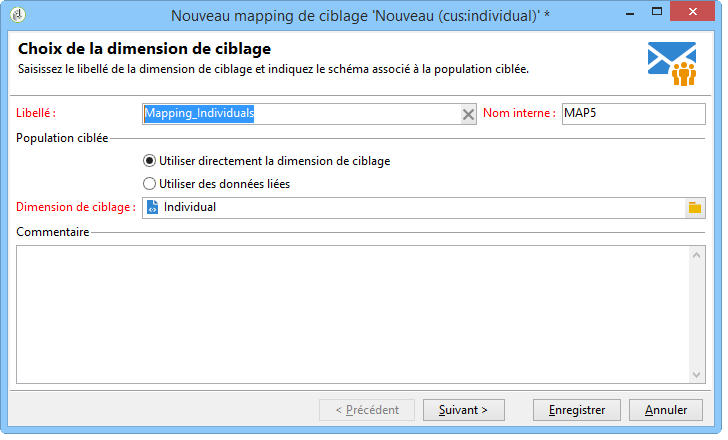 Nouveau mapping de ciblage 'Nouveau (cus:individual)' *
Choix de la dimension de ciblage
Saisissez le libellé de la dimension de ciblage et indiquez le schéma associé à la population ciblée.
Libellé : Mapping_Individuals Nom interne : MAP5
Population ciblée
Utiliser directement la dimension de ciblage
Utiliser des données liées
Dimension de ciblage : Individual
Commentaire
< Précédent Suivant > Enregistrer Annuler